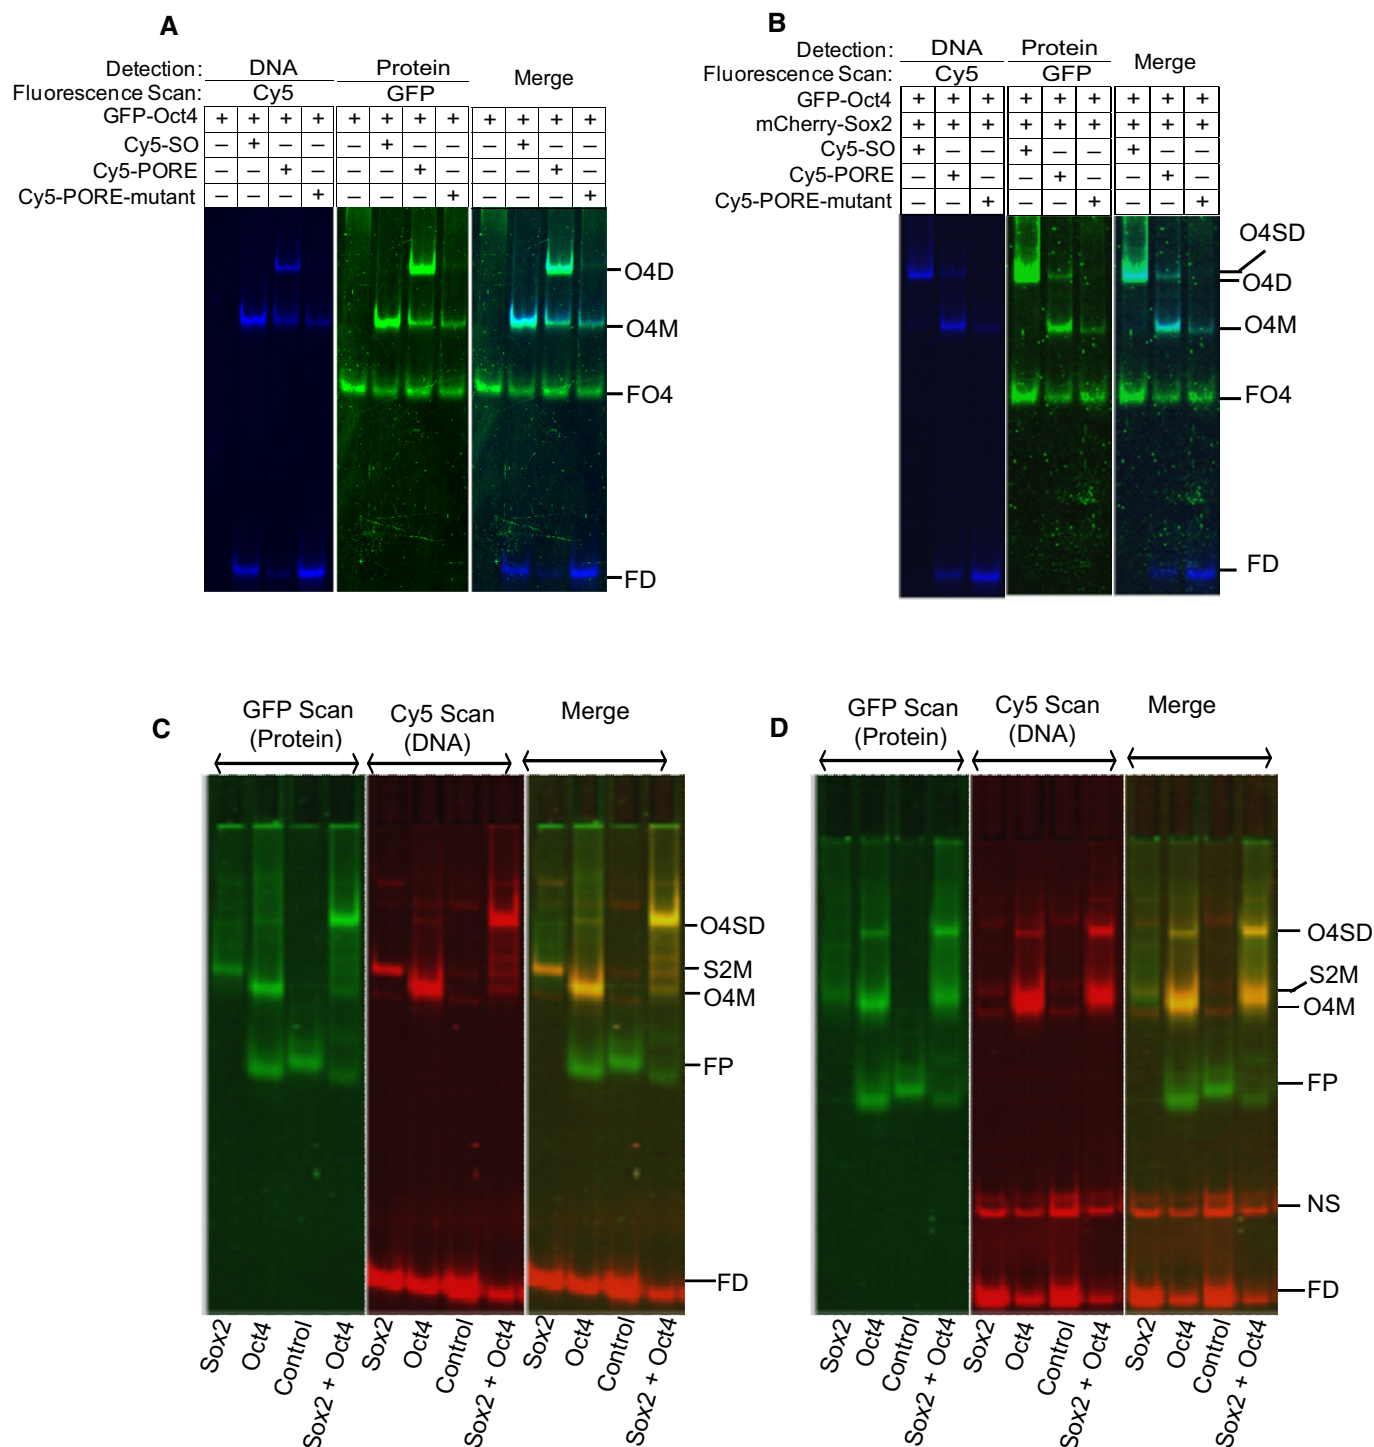 A
Detection: DNA Protein Merge
Fluorescence Scan: Cy5 GFP
GFP-Oct4 + + + + + + + + + + + +
Cy5-SO – + – – – + – – – + – –
Cy5-PORE – – + – – – + – – – + –
Cy5-PORE-mutant – – – + – – – + – – – +
O4D
O4M
FO4
FD
B
Detection: DNA Protein Merge
Fluorescence Scan: Cy5 GFP
GFP-Oct4 + + + + + + + + +
mCherry-Sox2 + + + + + + + + +
Cy5-SO + – – + – – + – –
Cy5-PORE – + – – + – – + –
Cy5-PORE-mutant – – + – – + – – +
O4SD
O4D
O4M
FO4
FD
C
GFP Scan Cy5 Scan Merge
(Protein) (DNA)
O4SD
S2M
O4M
FP
FD
Sox2 Oct4 Control Sox2 + Oct4 Sox2 Oct4 Control Sox2 + Oct4 Sox2 Oct4 Control Sox2 + Oct4
D
GFP Scan Cy5 Scan Merge
(Protein) (DNA)
O4SD
S2M
O4M
FP
NS
FD
Sox2 Oct4 Control Sox2 + Oct4 Sox2 Oct4 Control Sox2 + Oct4 Sox2 Oct4 Control Sox2 + Oct4